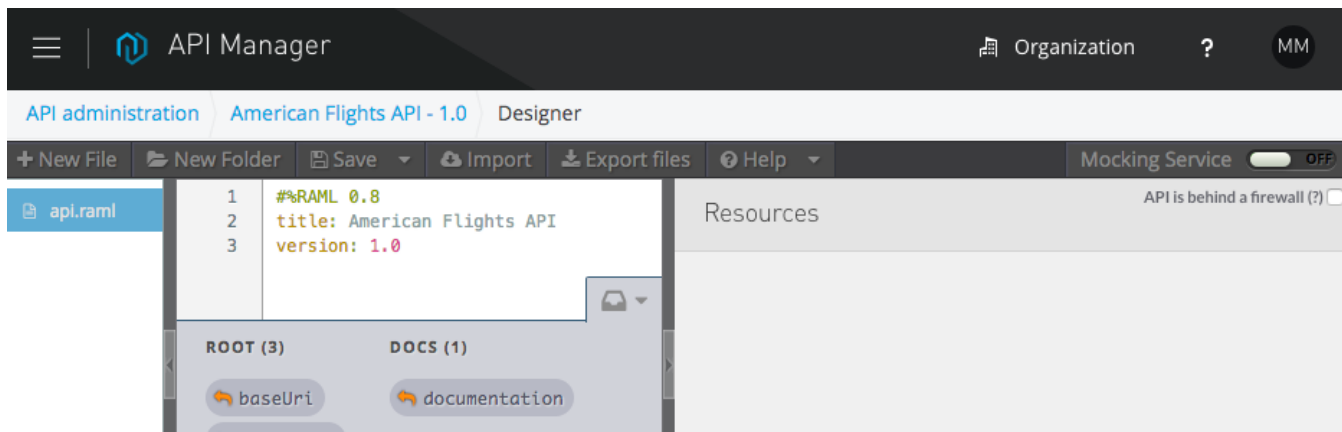 API Manager
Organization
?
MM
API administration
American Flights API - 1.0
Designer
+ New File
New Folder
Save
Import
Export files
Help
Mocking Service
OFF
api.raml
1 #%RAML 0.8
2 title: American Flights API
3 version: 1.0
Resources
API is behind a firewall (?)
ROOT (3)
DOCS (1)
baseUri
documentation